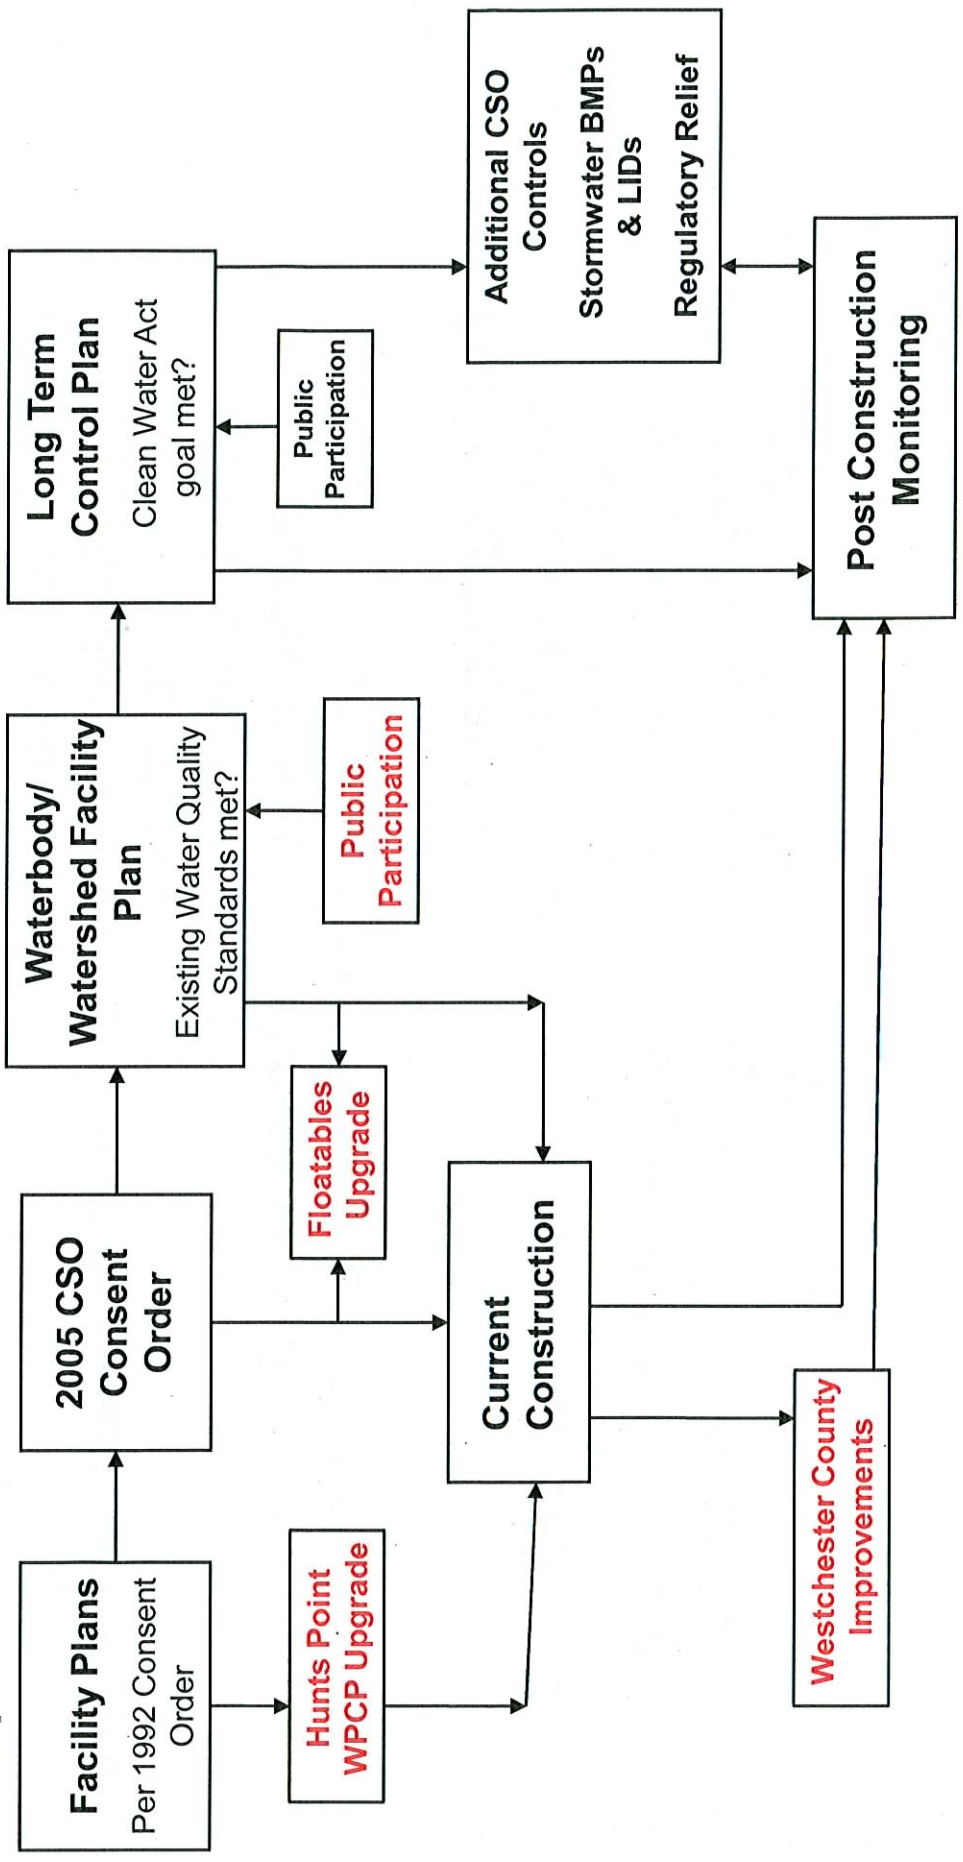 Facility Plans
Per 1992 Consent
Order
2005 CSO
Consent
Order
Waterbody/
Watershed Facility
Plan
Existing Water Quality
Standards met?
Long Term
Control Plan
Clean Water Act
goal met?
Hunts Point
WPCP Upgrade
Floatables
Upgrade
Public
Participation
Public
Participation
Current
Construction
Additional CSO
Controls
Stormwater BMPs
& LIDs
Regulatory Relief
Westchester County
Improvements
Post Construction
Monitoring